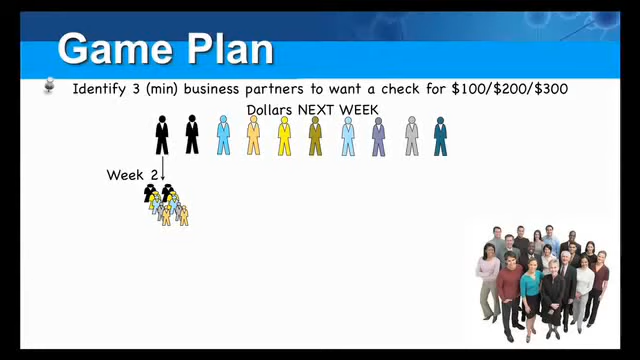 Game Plan
Identify 3 (min) business partners to want a check for $100/$200/$300
Dollars NEXT WEEK
Week 2